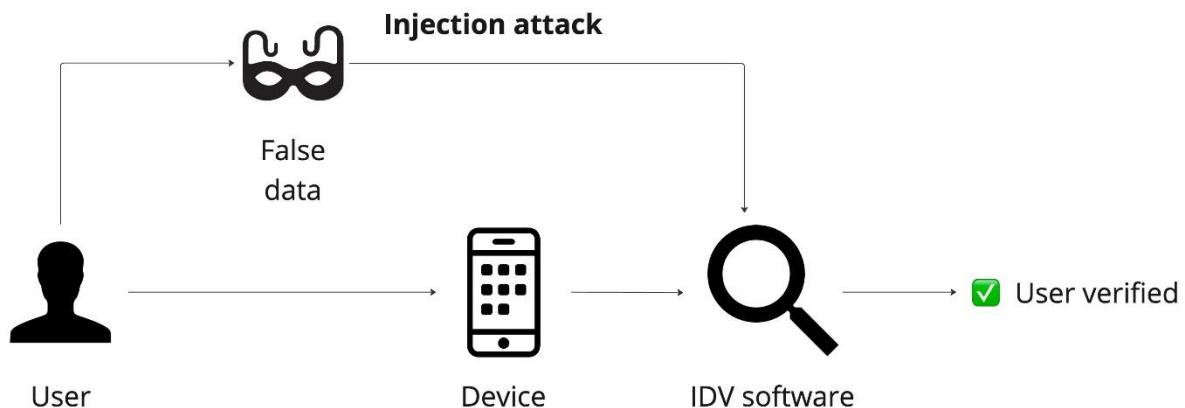 Injection attack
False
data
User verified
User
Device
IDV software